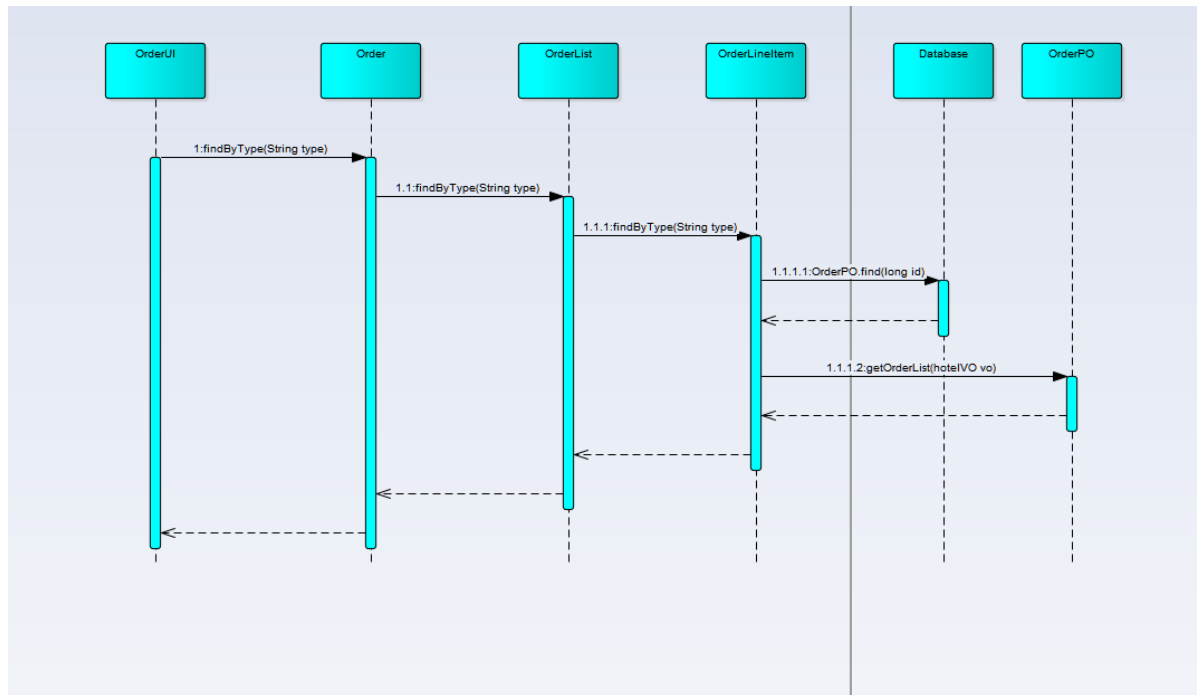 OrderUI
Order
OrderList
OrderLineItem
Database
OrderPO
1:findByType(String type)
1.1:findByType(String type)
1.1.1:findByType(String type)
1.1.1.1:OrderPO.find(long id)
1.1.1.2:getOrderList(hotelVO vo)